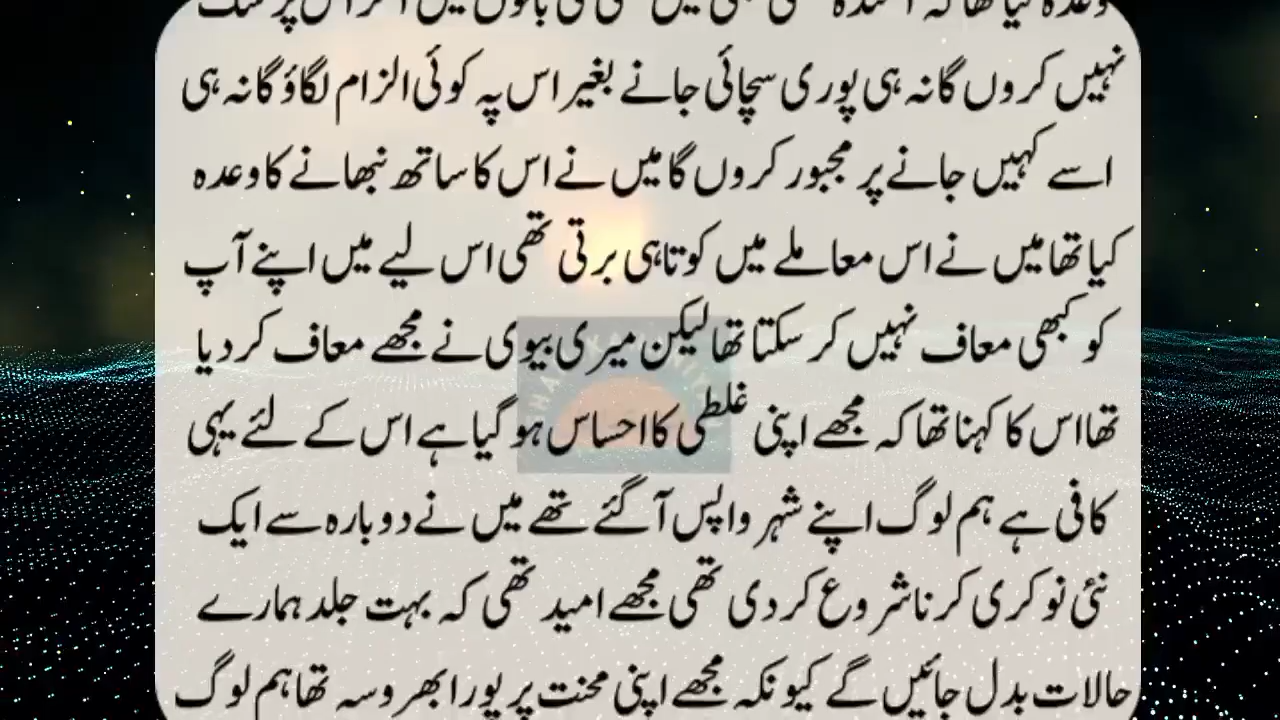 نہیں کروں گا نہ ہی پوری سچائی جانے بغیر اس پہ کوئی الزام لگاؤ گا نہ ہی
اسے کہیں جانے پر مجبور کروں گا میں نے اس کا ساتھ نبھانے کا وعدہ
کیا تھا میں نے اس معاملے میں کوتاہی برتی تھی اس لیے میں اپنے آپ
کو کبھی معاف نہیں کر سکتا تھا لیکن میری بیوی نے مجھے معاف کر دیا
تھا اس کا کہنا تھا کہ مجھے اپنی غلطی کا احساس ہو گیا ہے اس کے لئے یہی
کافی ہے ہم لوگ اپنے شہر واپس آ گئے تھے میں نے دوبارہ سے ایک
نئی نوکری کرنا شروع کر دی تھی مجھے امید تھی کہ بہت جلد ہمارے
حالات بدل جائیں گے کیونکہ مجھے اپنی محنت پر پورا بھروسہ تھا ہم لوگ